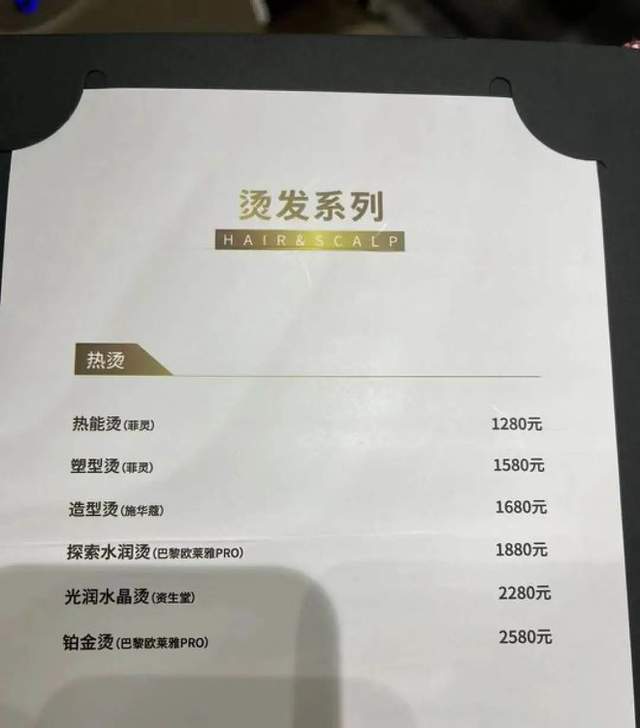 烫发系列
HAIR&SCALP
热烫
热能烫(菲灵) 1280元
塑型烫(菲灵) 1580元
造型烫(施华蔻) 1680元
探索水润烫(巴黎欧莱雅PRO) 1880元
光润水晶烫(资生堂) 2280元
铂金烫(巴黎欧莱雅PRO) 2580元